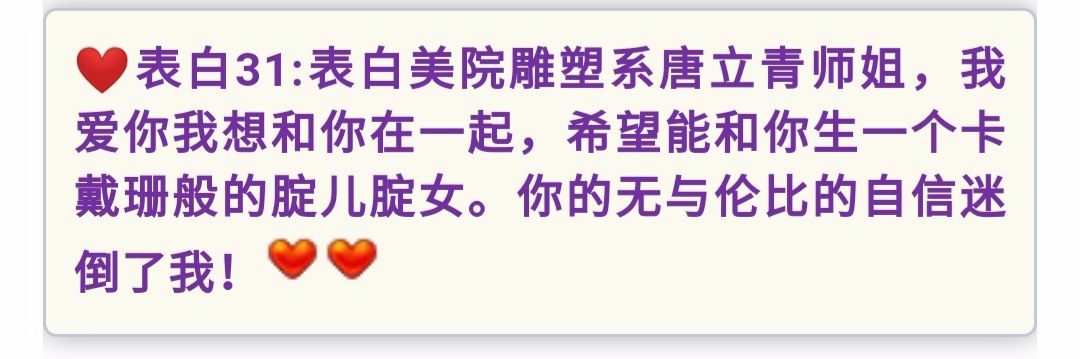 ❤️表白31:表白美院雕塑系唐立青师姐，我
爱你我想和你在一起，希望能和你生一个卡
戴珊般的腚儿腚女。你的无与伦比的自信迷
倒了我！❤️❤️